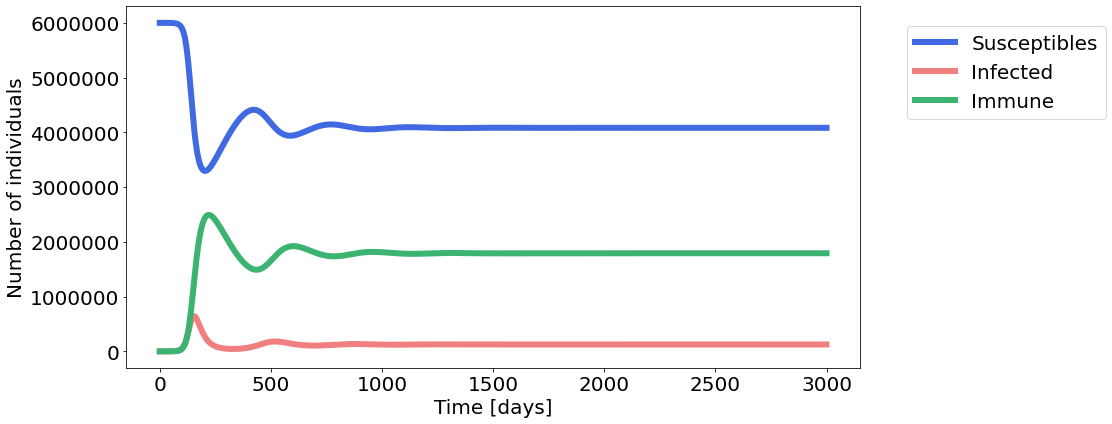 Number of individuals
6000000
5000000
4000000
3000000
2000000
1000000
0
0 500 1000 1500 2000 2500 3000
Time [days]
Susceptibles
Infected
Immune